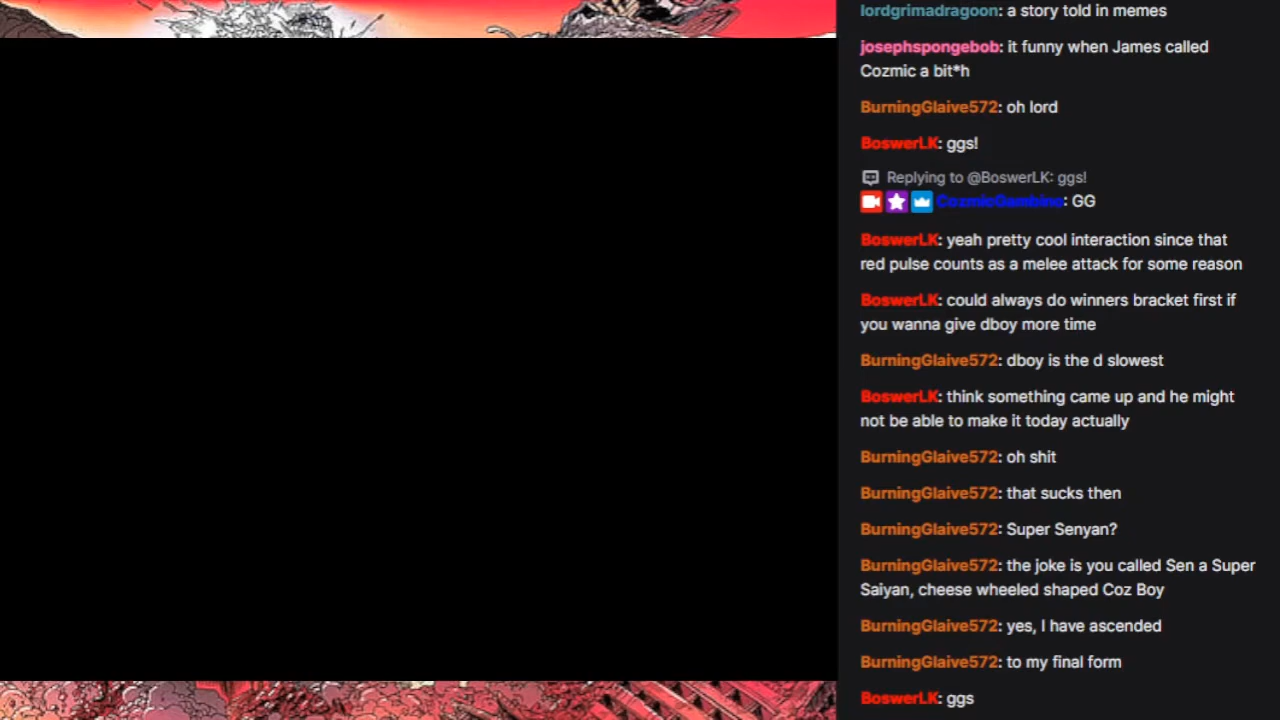 lordgrimadragoon: a story told in memes
josephspongebob: it funny when James called
Cozmic a bit*h
BurningGlaive572: oh lord
BoswerLK: ggs!
Replying to @BoswerLK: ggs!
CozmicGambino: GG
BoswerLK: yeah pretty cool interaction since that
red pulse counts as a melee attack for some reason
BoswerLK: could always do winners bracket first if
you wanna give dboy more time
BurningGlaive572: dboy is the d slowest
BoswerLK: think something came up and he might
not be able to make it today actually
BurningGlaive572: oh shit
BurningGlaive572: that sucks then
BurningGlaive572: Super Senyan?
BurningGlaive572: the joke is you called Sen a Super
Saiyan, cheese wheeled shaped Coz Boy
BurningGlaive572: yes, I have ascended
BurningGlaive572: to my final form
BoswerLK: ggs